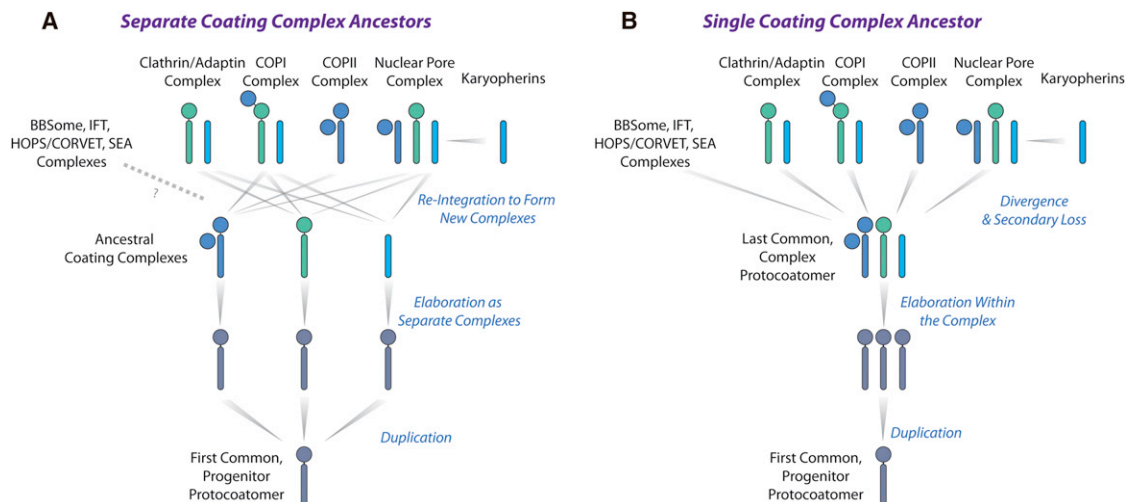 A
Separate Coating Complex Ancestors
Clathrin/Adaptin
Complex
COPI
Complex
COPII
Complex
Nuclear Pore
Complex
Karyopherins
BBSome, IFT,
HOPS/CORVET, SEA
Complexes
?
Re-Integration to Form
New Complexes
Ancestral
Coating Complexes
Elaboration as
Separate Complexes
Duplication
First Common,
Progenitor
Protocoatomer
B
Single Coating Complex Ancestor
Clathrin/Adaptin
Complex
COPI
Complex
COPII
Complex
Nuclear Pore
Complex
Karyopherins
BBSome, IFT,
HOPS/CORVET, SEA
Complexes
Divergence
& Secondary Loss
Last Common,
Complex
Protocoatomer
Elaboration Within
the Complex
Duplication
First Common,
Progenitor
Protocoatomer